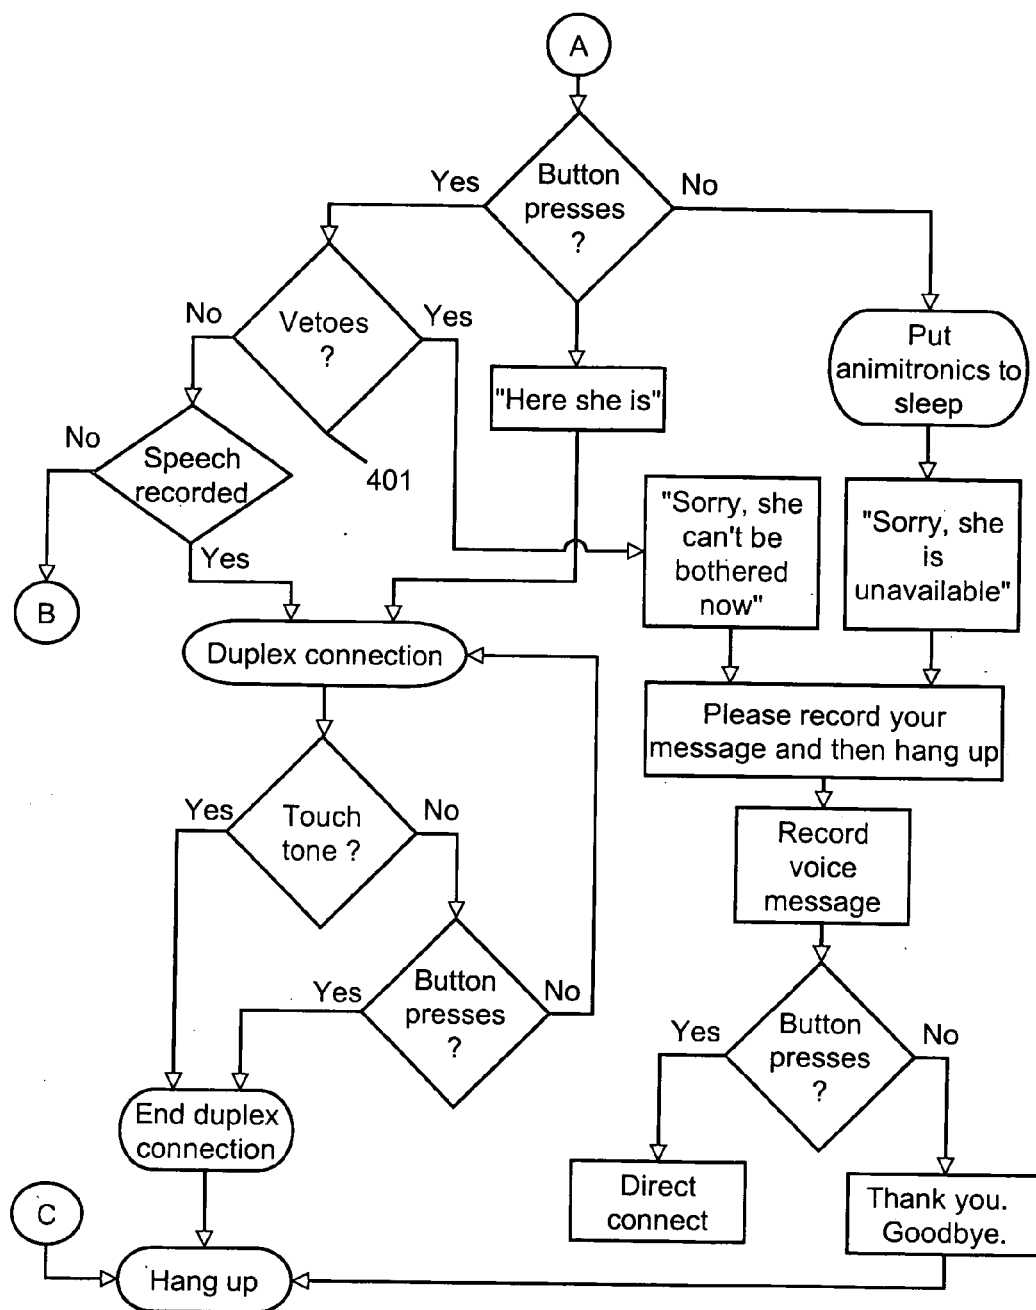 A
Button
presses
?
Yes
No
Vetoes
?
No
Yes
Put
animitronics to
sleep
"Here she is"
Speech
recorded
No
401
Yes
B
"Sorry, she
can't be
bothered
now"
"Sorry, she
is
unavailable"
Duplex connection
Please record your
message and then hang up
Touch
tone ?
Yes
No
Record
voice
message
Button
presses
?
Yes
No
Button
presses
?
Yes
No
End duplex
connection
Direct
connect
Thank you.
Goodbye.
C
Hang up